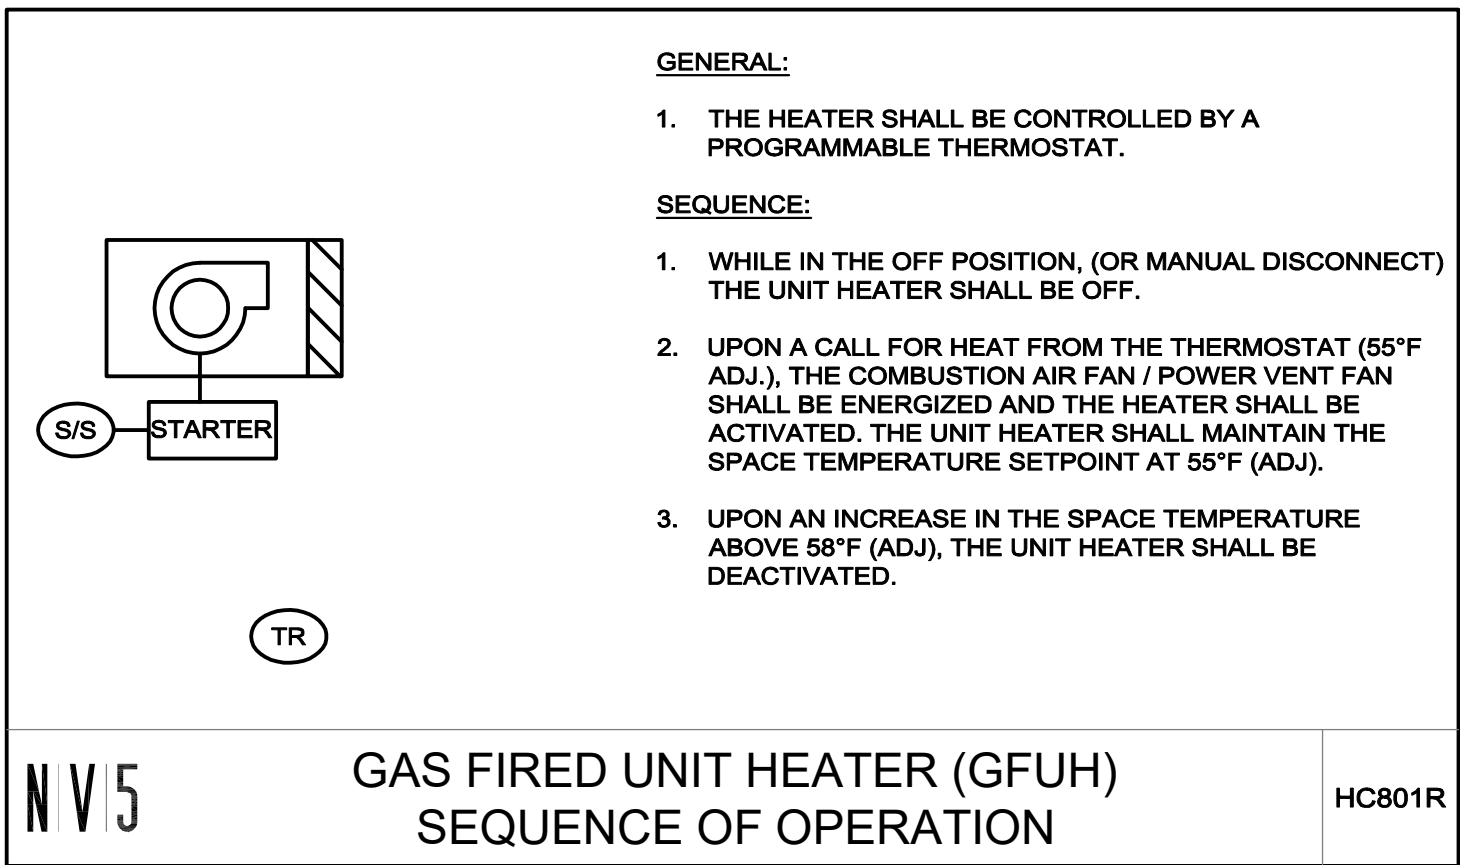 GENERAL:
1. THE HEATER SHALL BE CONTROLLED BY A
PROGRAMMABLE THERMOSTAT.
SEQUENCE:
1. WHILE IN THE OFF POSITION, (OR MANUAL DISCONNECT)
THE UNIT HEATER SHALL BE OFF.
2. UPON A CALL FOR HEAT FROM THE THERMOSTAT (55°F
ADJ.), THE COMBUSTION AIR FAN / POWER VENT FAN
SHALL BE ENERGIZED AND THE HEATER SHALL BE
ACTIVATED. THE UNIT HEATER SHALL MAINTAIN THE
SPACE TEMPERATURE SETPOINT AT 55°F (ADJ).
3. UPON AN INCREASE IN THE SPACE TEMPERATURE
ABOVE 58°F (ADJ), THE UNIT HEATER SHALL BE
DEACTIVATED.
S/S
STARTER
TR
N|V|5
GAS FIRED UNIT HEATER (GFUH)
SEQUENCE OF OPERATION
HC801R